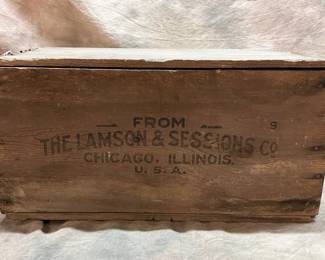 — FROM —
THE LAMSON & SESSIONS CO
CHICAGO, ILLINOIS.
U.S.A.